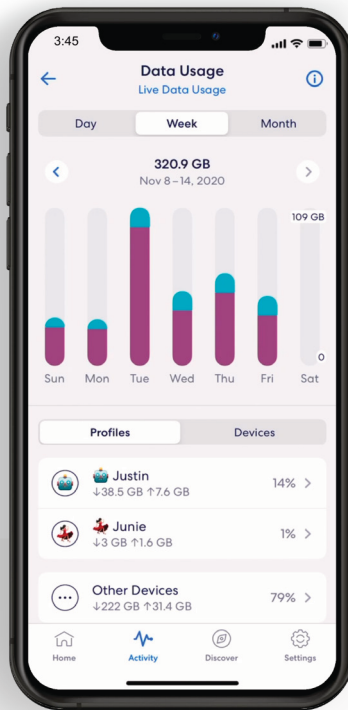 3:45
Data Usage
Live Data Usage
Day Week Month
320.9 GB
Nov 8–14, 2020
109 GB
0
Sun Mon Tue Wed Thu Fri Sat
Profiles Devices
Justin
↓38.5 GB ↑7.6 GB
14%
Junie
↓3 GB ↑1.6 GB
1%
Other Devices
↓222 GB ↑31.4 GB
79%
Home Activity Discover Settings